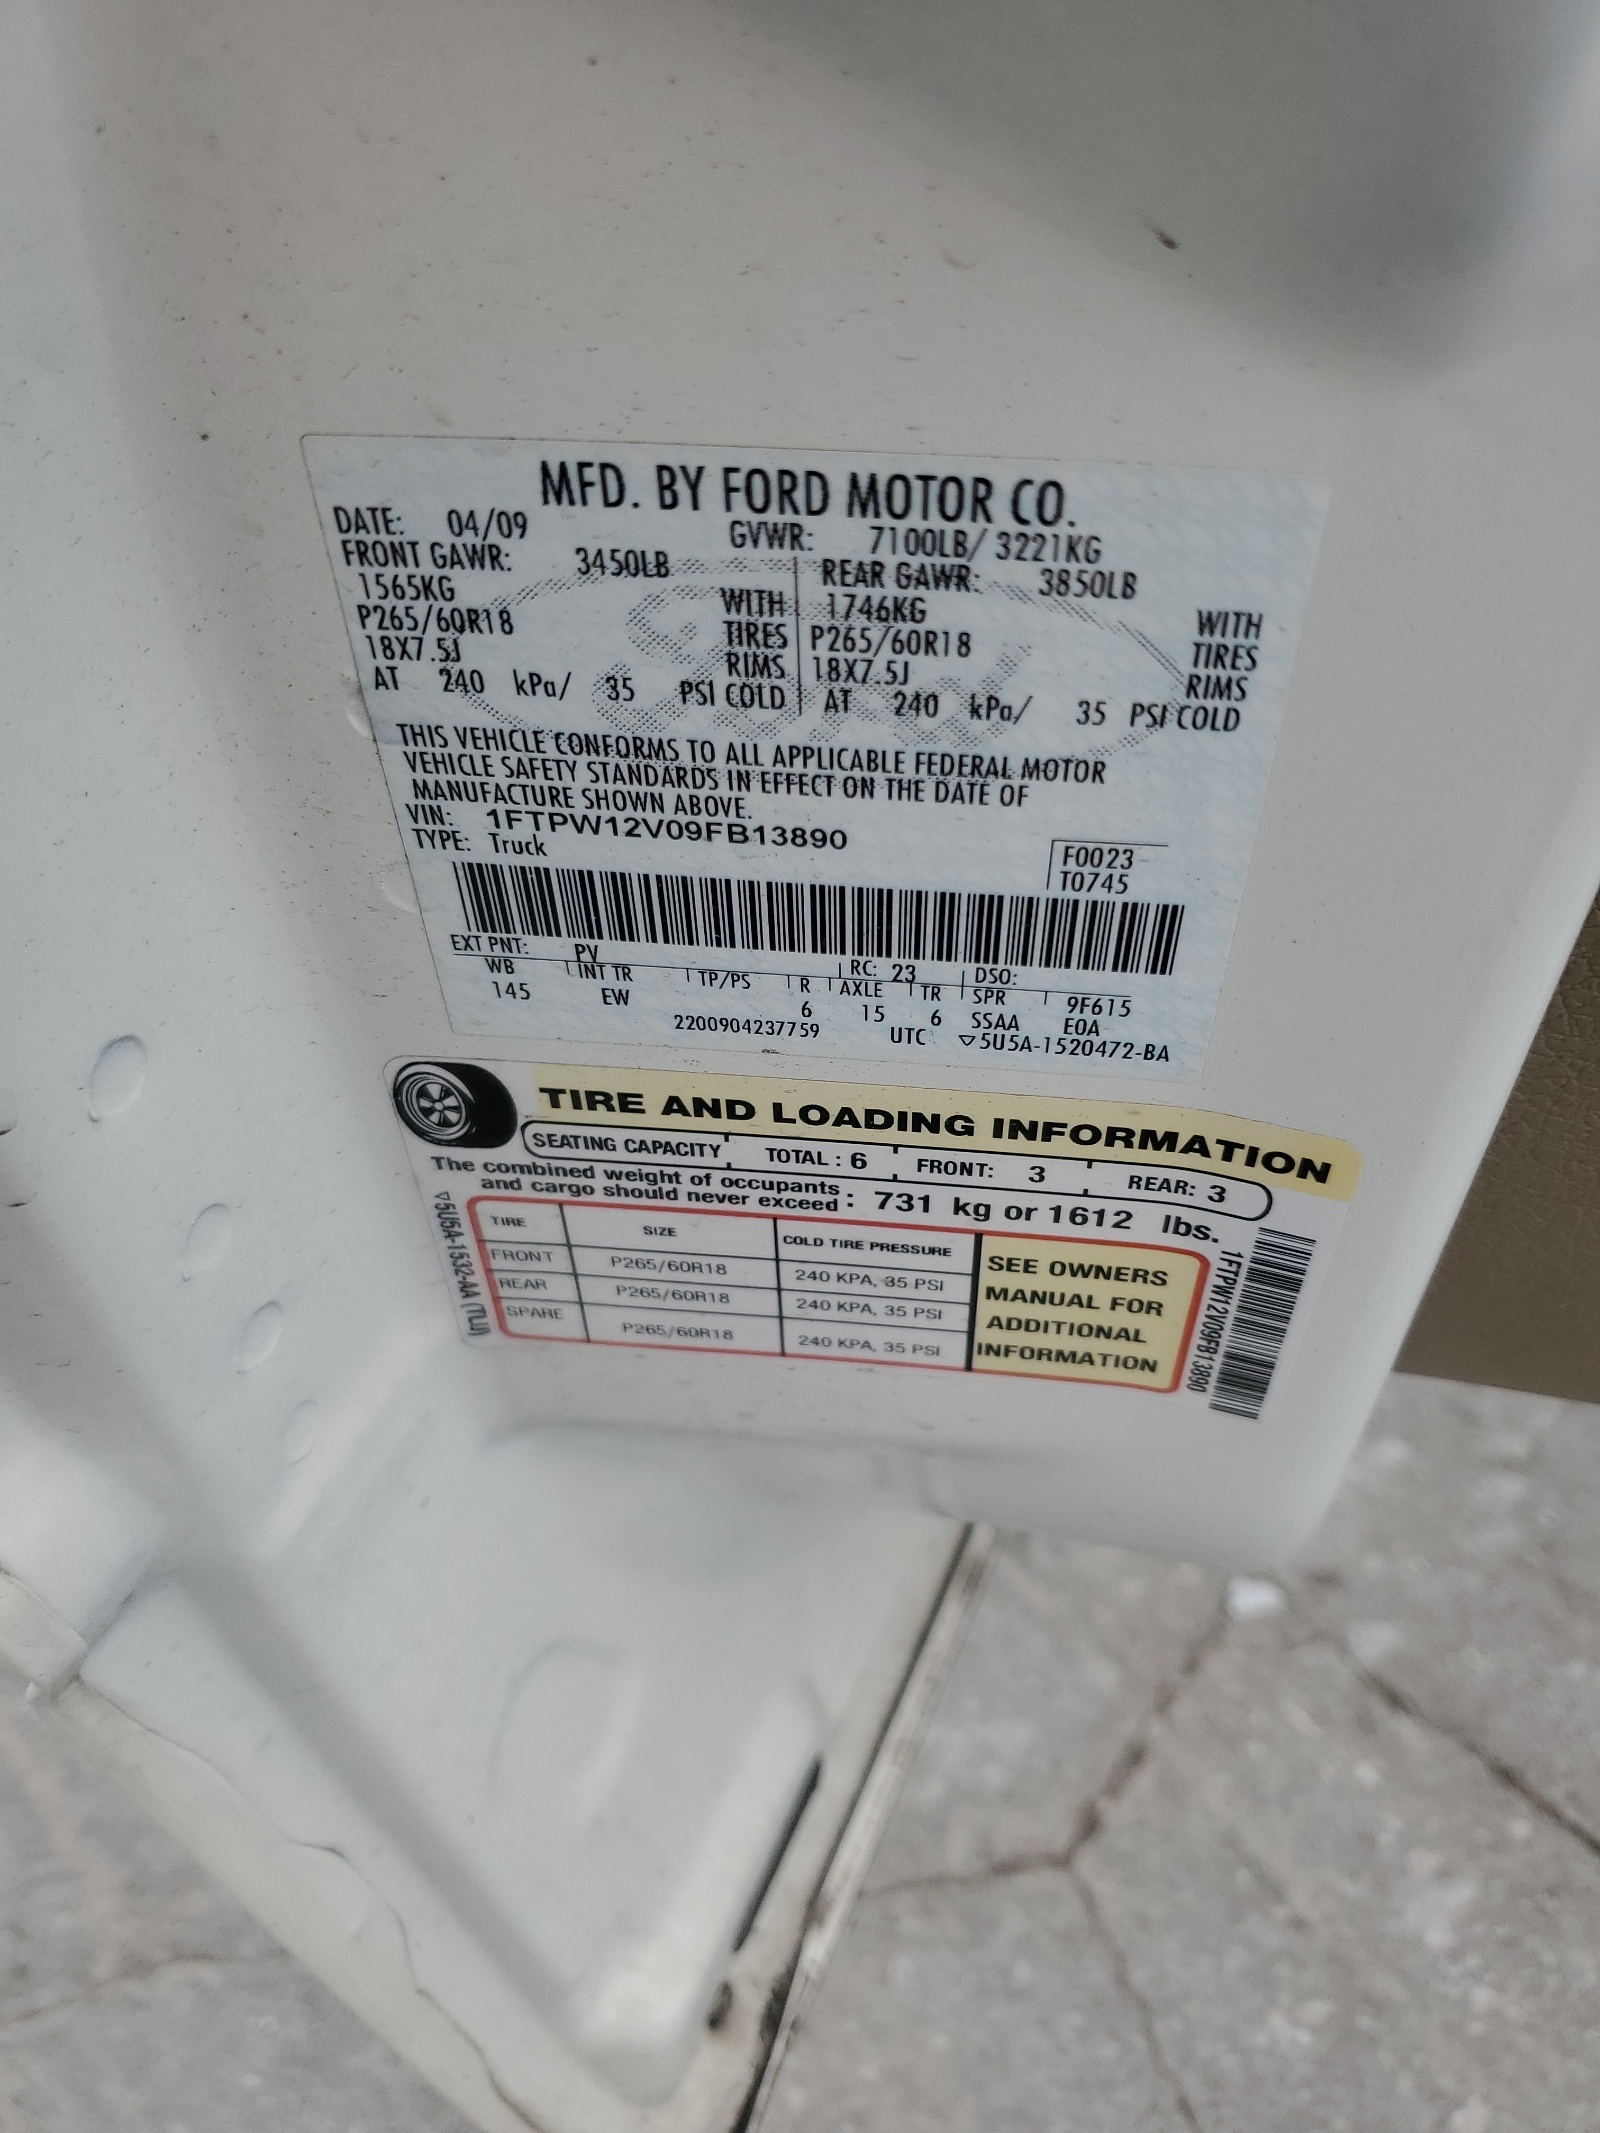 MFD. BY FORD MOTOR CO.
DATE: 04/09 GVWR: 7100LB/ 3221KG
FRONT GAWR: 3450LB REAR GAWR: 3850LB
1565KG WITH 1746KG WITH
P265/60R18 TIRES P265/60R18 TIRES
18X7.5J RIMS 18X7.5J RIMS
AT 240 kPa/ 35 PSI COLD AT 240 kPa/ 35 PSI COLD
THIS VEHICLE CONFORMS TO ALL APPLICABLE FEDERAL MOTOR
VEHICLE SAFETY STANDARDS IN EFFECT ON THE DATE OF
MANUFACTURE SHOWN ABOVE.
VIN: 1FTPW12V09FB13890
TYPE: Truck
F0023
T0745
EXT PNT: PV RC: 23 DSO:
WB INT TR TP/PS R AXLE TR SPR 9F615
145 EW 6 15 6 SSAA E0A
2200904237759 UTC ▽5U5A-1520472-BA
TIRE AND LOADING INFORMATION
SEATING CAPACITY TOTAL : 6 FRONT: 3 REAR: 3
The combined weight of occupants
and cargo should never exceed : 731 kg or 1612 lbs.
TIRE SIZE COLD TIRE PRESSURE
FRONT P265/60R18 240 KPA, 35 PSI
REAR P265/60R18 240 KPA, 35 PSI
SPARE P265/60R18 240 KPA, 35 PSI
SEE OWNERS
MANUAL FOR
ADDITIONAL
INFORMATION
▽5U5A-1532-AA (TLU)
1FTPW12V09FB13890